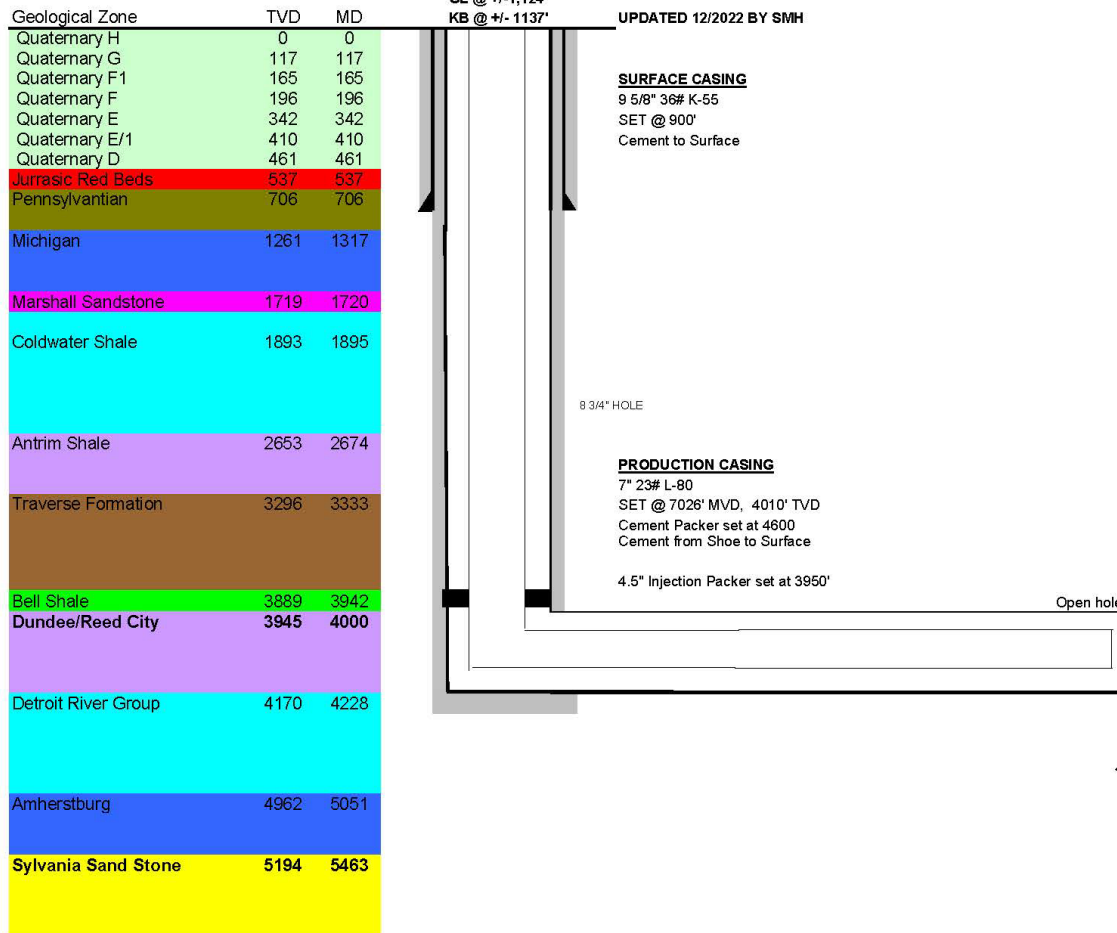 GL @ +/-1,124'
Geological Zone TVD MD KB @ +/- 1137' UPDATED 12/2022 BY SMH
Quaternary H 0 0
Quaternary G 117 117
Quaternary F1 165 165
Quaternary F 196 196
Quaternary E 342 342
Quaternary E/1 410 410
Quaternary D 461 461
Jurrasic Red Beds 537 537
Pennsylvantian 706 706
Michigan 1261 1317
Marshall Sandstone 1719 1720
Coldwater Shale 1893 1895
Antrim Shale 2653 2674
Traverse Formation 3296 3333
Bell Shale 3889 3942
Dundee/Reed City 3945 4000
Detroit River Group 4170 4228
Amherstburg 4962 5051
Sylvania Sand Stone 5194 5463
SURFACE CASING
9 5/8" 36# K-55
SET @ 900'
Cement to Surface
8 3/4" HOLE
PRODUCTION CASING
7" 23# L-80
SET @ 7026' MVD, 4010' TVD
Cement Packer set at 4600
Cement from Shoe to Surface
4.5" Injection Packer set at 3950'
Open hole